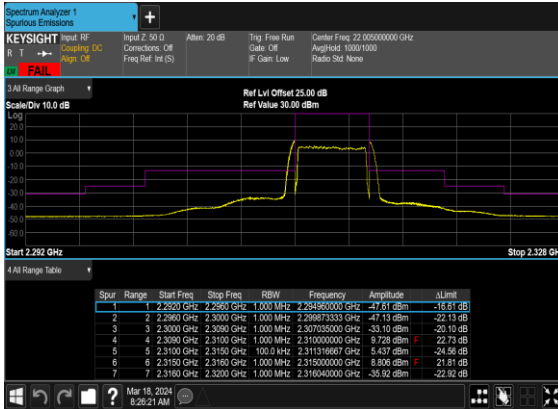 Spectrum Analyzer 1
Spurious Emissions
KEYSIGHT
R T
LXI
FAIL
Input: RF
Coupling: DC
Align: Off
Input Z: 50 Ω
Corrections: Off
Freq Ref: Int (S)
Atten: 20 dB
Trig: Free Run
Gate: Off
IF Gain: Low
Center Freq: 22.005000000 GHz
Avg|Hold: 1000/1000
Radio Std: None
3 All Range Graph
Scale/Div 10.0 dB
Ref Lvl Offset 25.00 dB
Ref Value 30.00 dBm
Log
20.0
10.0
0.00
-10.0
-20.0
-30.0
-40.0
-50.0
-60.0
Start 2.292 GHz
Stop 2.328 GHz
4 All Range Table
Spur Range Start Freq Stop Freq RBW Frequency Amplitude ΔLimit
1 1 2.2920 GHz 2.2960 GHz 1.000 MHz 2.294960000 GHz -47.61 dBm -16.61 dB
2 2 2.2960 GHz 2.3000 GHz 1.000 MHz 2.299873333 GHz -47.13 dBm -22.13 dB
3 3 2.3000 GHz 2.3090 GHz 1.000 MHz 2.307035000 GHz -33.10 dBm -20.10 dB
4 4 2.3090 GHz 2.3100 GHz 1.000 MHz 2.310000000 GHz 9.728 dBm F 22.73 dB
5 5 2.3100 GHz 2.3150 GHz 100.0 kHz 2.311316667 GHz 5.437 dBm -24.56 dB
6 6 2.3150 GHz 2.3160 GHz 1.000 MHz 2.315000000 GHz 8.806 dBm F 21.81 dB
7 7 2.3160 GHz 2.3200 GHz 1.000 MHz 2.316040000 GHz -35.92 dBm -22.92 dB
Mar 18, 2024
8:26:21 AM